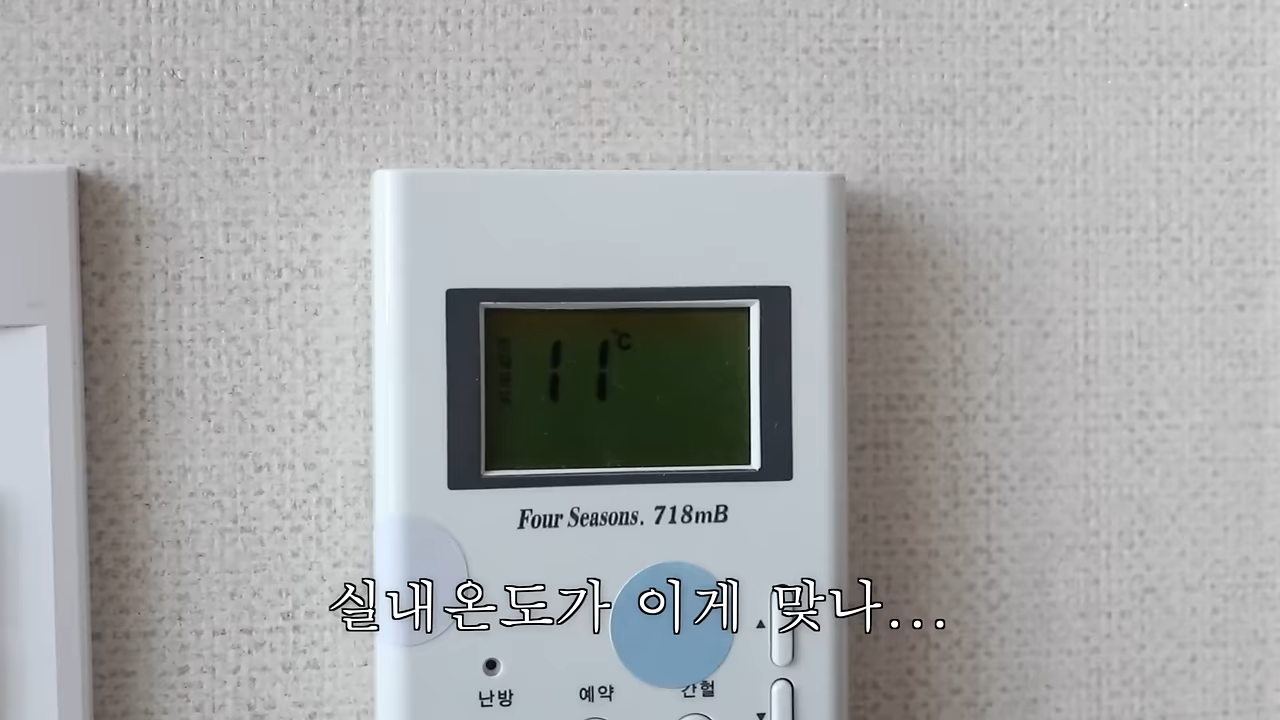 11℃
Four Seasons. 718mB
실내온도가 이게 맞나...
▲
난방 예약 간헐
▼